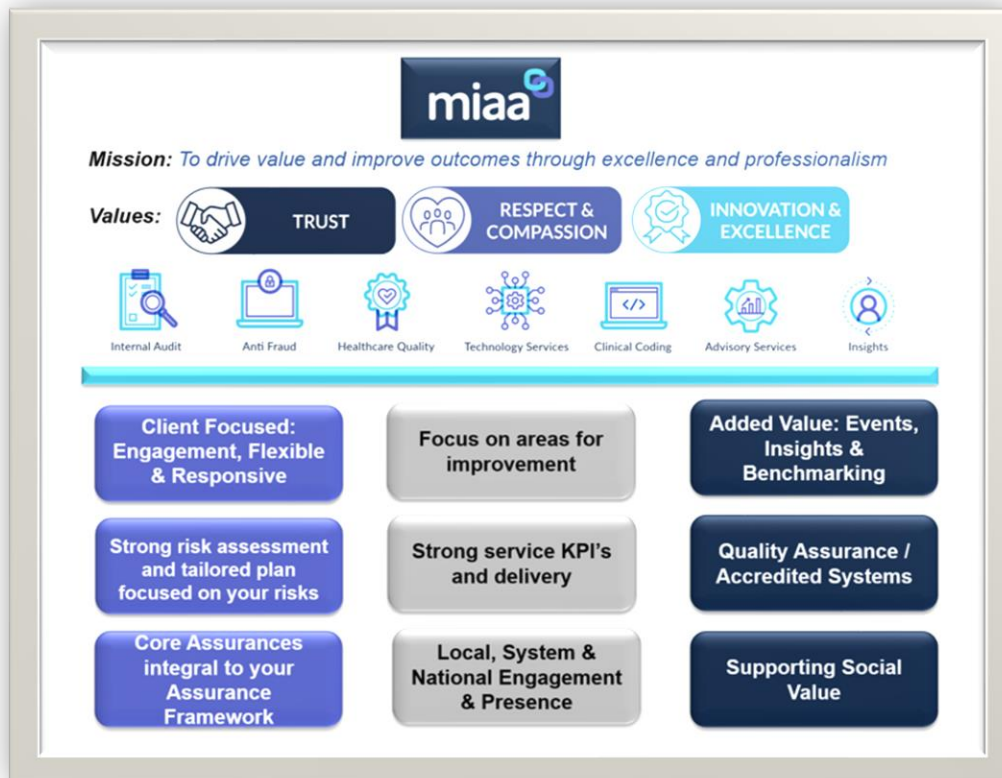 miaa
Mission: To drive value and improve outcomes through excellence and professionalism
Values:
TRUST
RESPECT &
COMPASSION
INNOVATION &
EXCELLENCE
Internal Audit
Anti Fraud
Healthcare Quality
Technology Services
Clinical Coding
Advisory Services
Insights
Client Focused:
Engagement, Flexible
& Responsive
Focus on areas for
improvement
Added Value: Events,
Insights &
Benchmarking
Strong risk assessment
and tailored plan
focused on your risks
Strong service KPI's
and delivery
Quality Assurance /
Accredited Systems
Core Assurances
integral to your
Assurance
Framework
Local, System &
National Engagement
& Presence
Supporting Social
Value